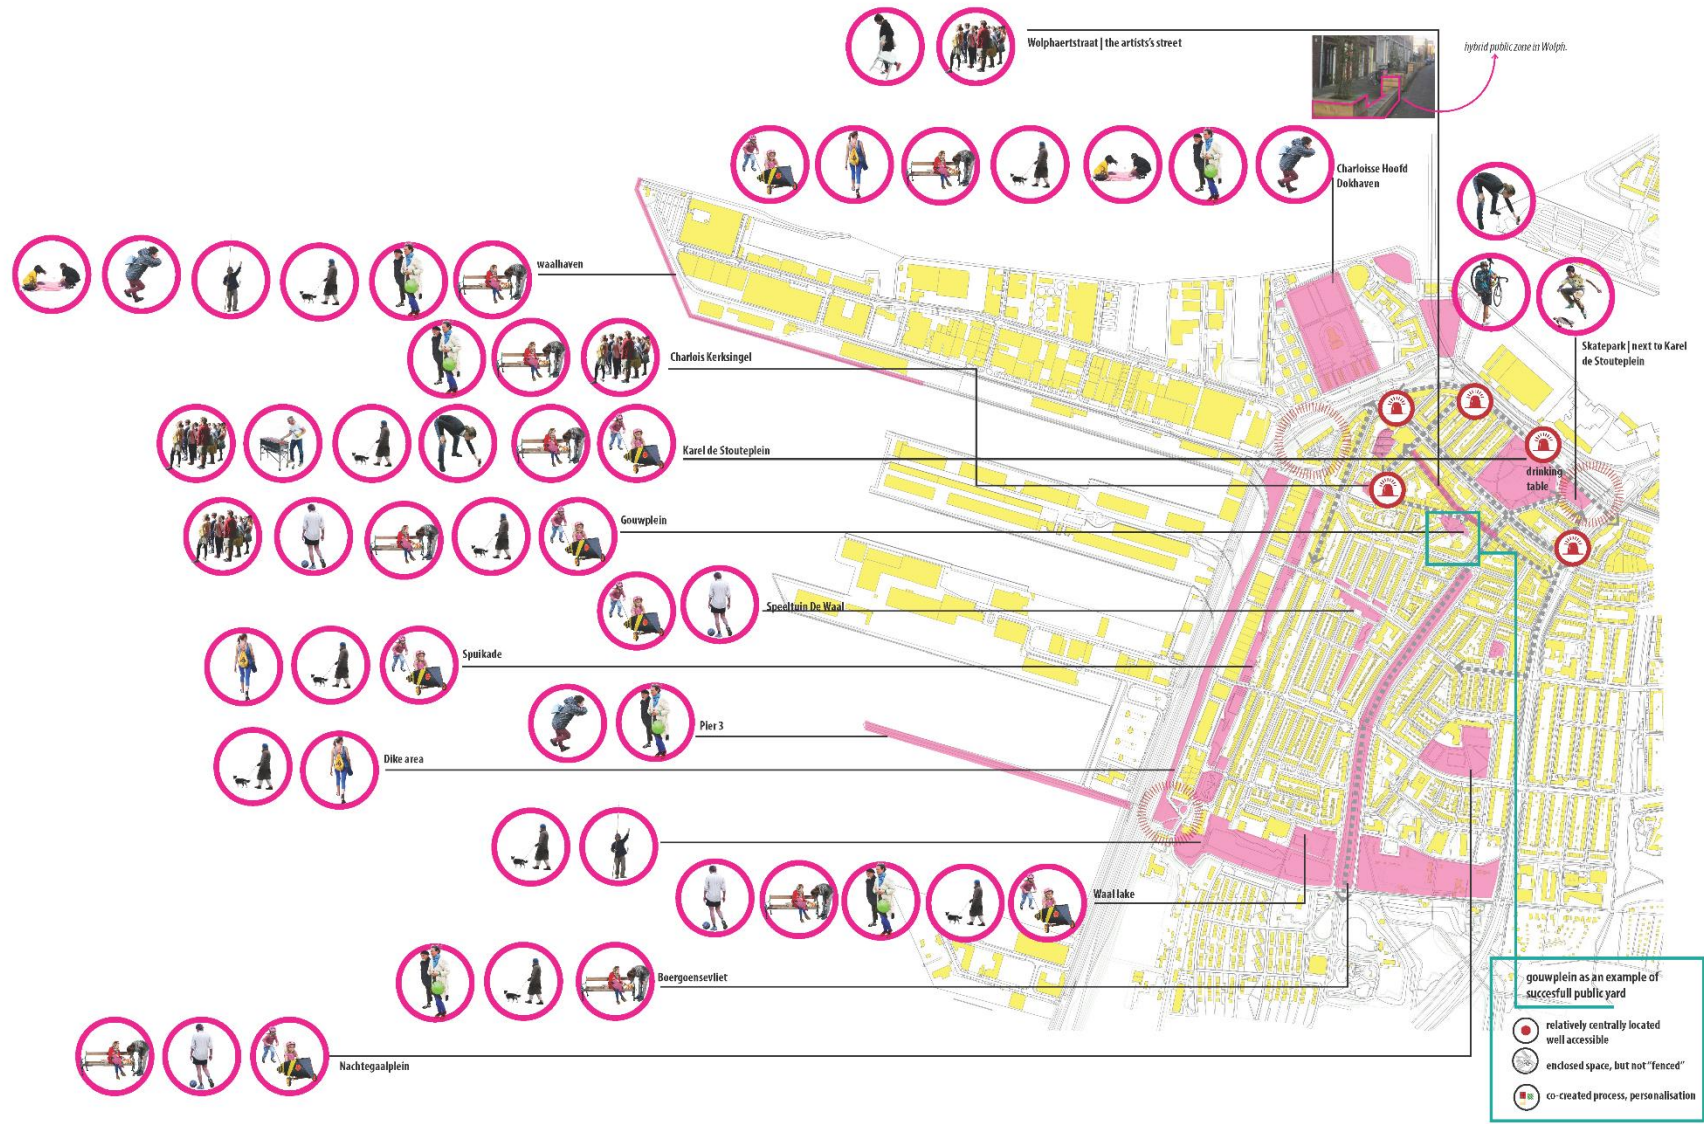 Wolphaertstraat | the artists's street
hybrid public zone in Wolph.
Charloisse Hoofd
Dokhaven
waalhaven
Skatepark | next to Karel
de Stouteplein
Charlois Kerksingel
Karel de Stouteplein
drinking
table
Gouwplein
Speeltuin De Waal
Spuikade
Pier 3
Dike area
Waal lake
Boergoensevliet
Nachtegaalplein
gouwplein as an example of
succesfull public yard
relatively centrally located
well accessible
enclosed space, but not "fenced"
co-created process, personalisation